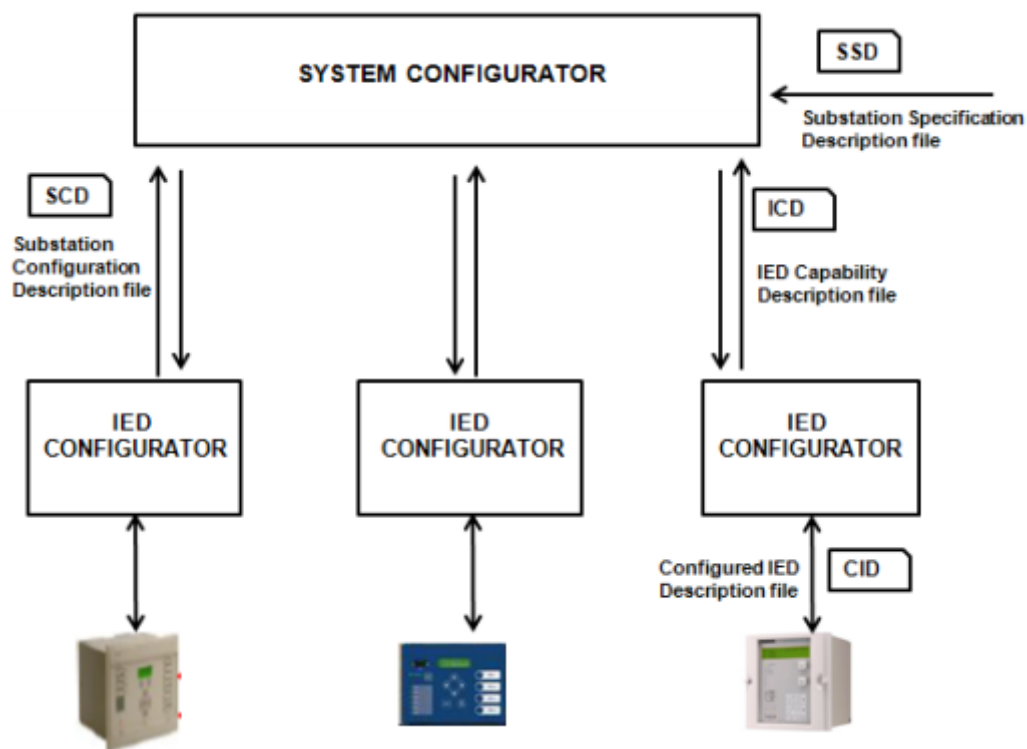 SYSTEM CONFIGURATOR
SSD
Substation Specification
Description file
SCD
Substation
Configuration
Description file
ICD
IED Capability
Description file
IED
CONFIGURATOR
IED
CONFIGURATOR
IED
CONFIGURATOR
Configured IED
Description file
CID